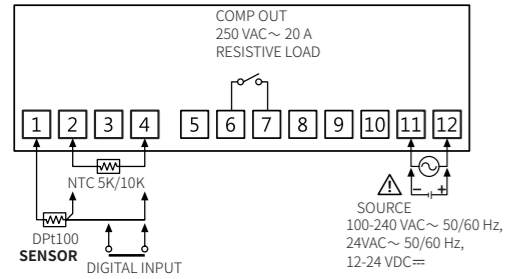 COMP OUT
250 VAC～ 20 A
RESISTIVE LOAD
1 2 3 4 5 6 7 8 9 10 11 12
NTC 5K/10K
DPt100
SENSOR
DIGITAL INPUT
− +
SOURCE
100-240 VAC～ 50/60 Hz,
24VAC～ 50/60 Hz,
12-24 VDC⎓